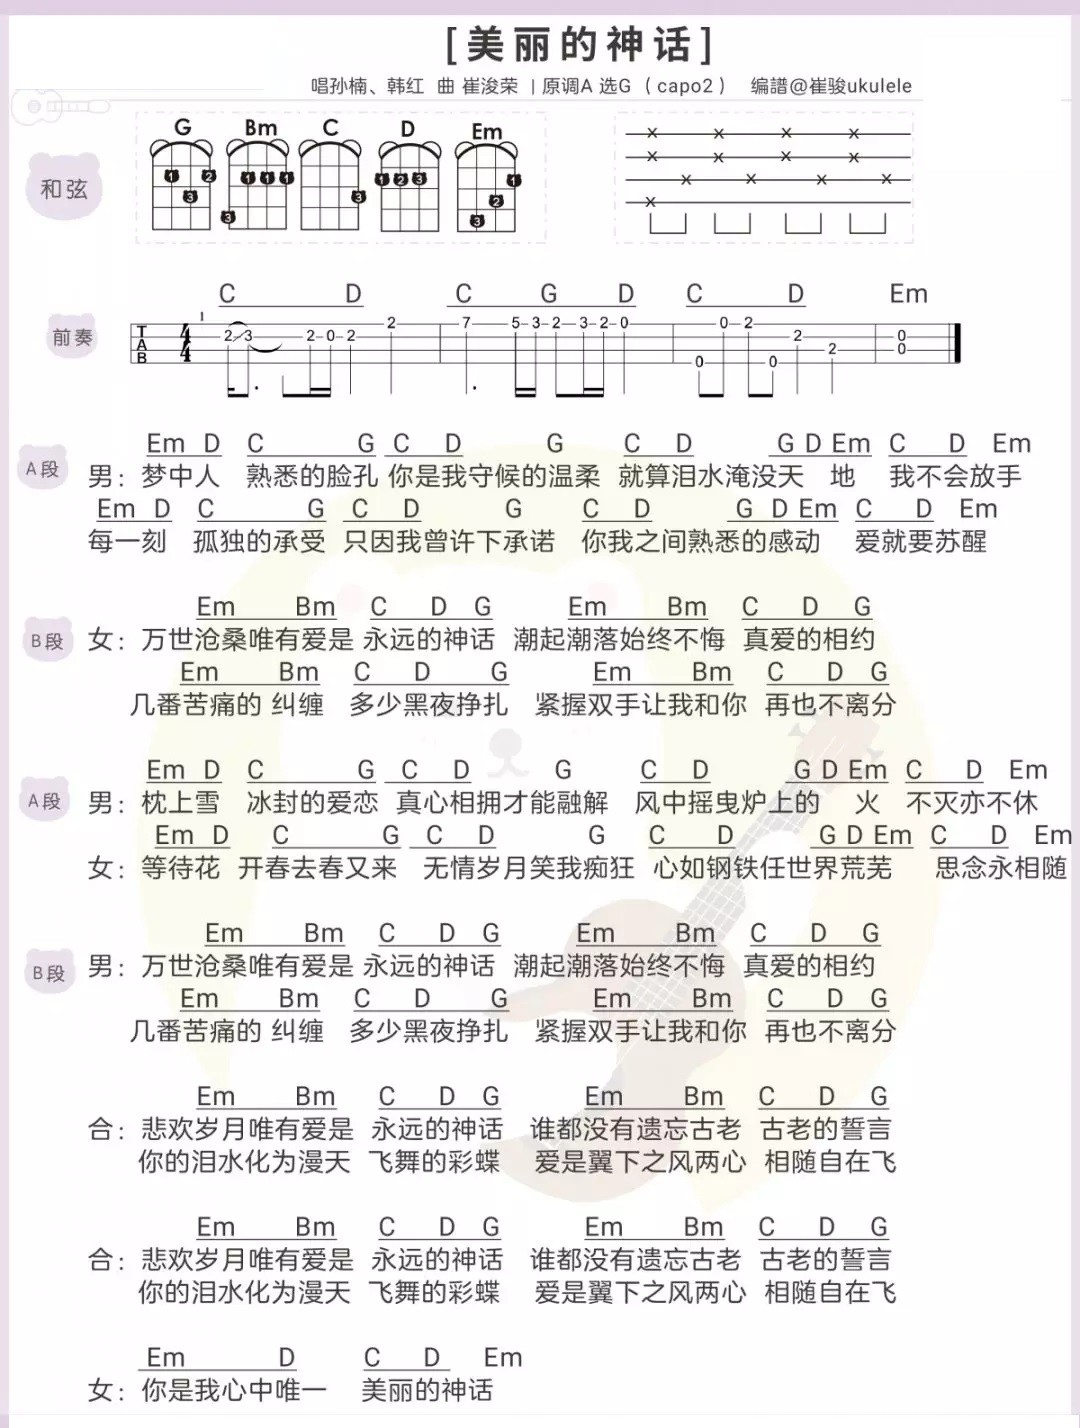 [美丽的神话]
唱孙楠、韩红 曲 崔浚荣 | 原调A 选G （capo2） 编譜@崔骏ukulele
和弦 G Bm C D Em
1 2 3 3 1 1 1 3 1 2 3 1 2 3
前奏 C D C G D C D Em
1
T A B 4 4 2 3 2 0 2 2 7 5 3 2 3 2 0 0 0 2 0 2 2 0 0
Em D C G C D G C D G D Em C D Em
A段 男：梦中人 熟悉的脸孔 你是我守候的温柔 就算泪水淹没天 地 我不会放手
Em D C G C D G C D G D Em C D Em
每一刻 孤独的承受 只因我曾许下承诺 你我之间熟悉的感动 爱就要苏醒
Em Bm C D G Em Bm C D G
B段 女：万世沧桑唯有爱是 永远的神话 潮起潮落始终不悔 真爱的相约
Em Bm C D G Em Bm C D G
几番苦痛的 纠缠 多少黑夜挣扎 紧握双手让我和你 再也不离分
Em D C G C D G C D G D Em C D Em
A段 男：枕上雪 冰封的爱恋 真心相拥才能融解 风中摇曳炉上的 火 不灭亦不休
Em D C G C D G C D G D Em C D Em
女：等待花 开春去春又来 无情岁月笑我痴狂 心如钢铁任世界荒芜 思念永相随
Em Bm C D G Em Bm C D G
B段 男：万世沧桑唯有爱是 永远的神话 潮起潮落始终不悔 真爱的相约
Em Bm C D G Em Bm C D G
几番苦痛的 纠缠 多少黑夜挣扎 紧握双手让我和你 再也不离分
Em Bm C D G Em Bm C D G
合：悲欢岁月唯有爱是 永远的神话 谁都没有遗忘古老 古老的誓言
你的泪水化为漫天 飞舞的彩蝶 爱是翼下之风两心 相随自在飞
Em Bm C D G Em Bm C D G
合：悲欢岁月唯有爱是 永远的神话 谁都没有遗忘古老 古老的誓言
你的泪水化为漫天 飞舞的彩蝶 爱是翼下之风两心 相随自在飞
Em D C D Em
女：你是我心中唯一 美丽的神话